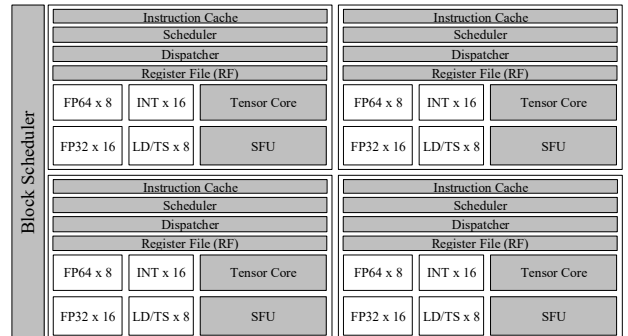 Block Scheduler
Instruction Cache
Scheduler
Dispatcher
Register File (RF)
FP64 x 8 INT x 16 Tensor Core
FP32 x 16 LD/TS x 8 SFU
Instruction Cache
Scheduler
Dispatcher
Register File (RF)
FP64 x 8 INT x 16 Tensor Core
FP32 x 16 LD/TS x 8 SFU
Instruction Cache
Scheduler
Dispatcher
Register File (RF)
FP64 x 8 INT x 16 Tensor Core
FP32 x 16 LD/TS x 8 SFU
Instruction Cache
Scheduler
Dispatcher
Register File (RF)
FP64 x 8 INT x 16 Tensor Core
FP32 x 16 LD/TS x 8 SFU